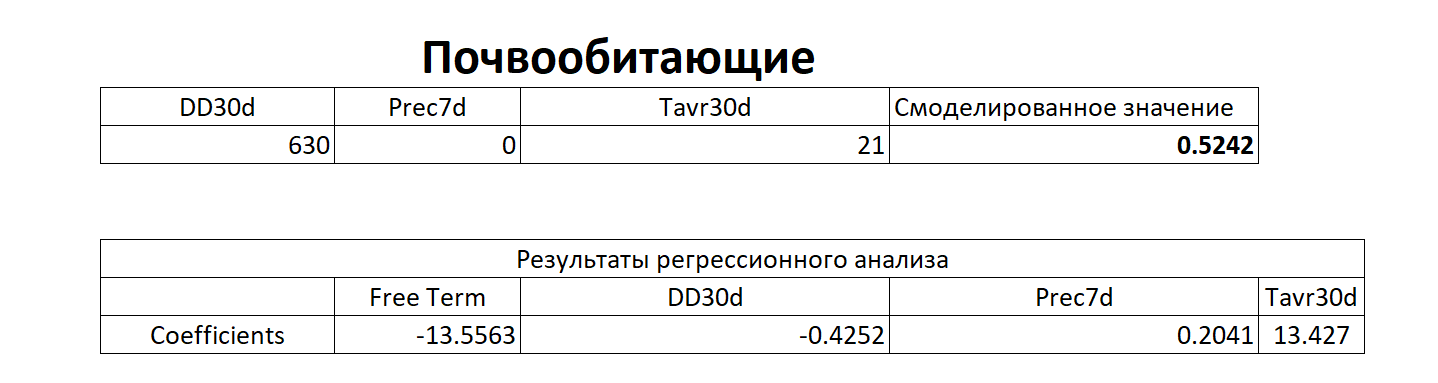 Почвообитающие
DD30d Prec7d Tavr30d Смоделированное значение
630 0 21 0.5242
Результаты регрессионного анализа
Free Term DD30d Prec7d Tavr30d
Coefficients -13.5563 -0.4252 0.2041 13.427